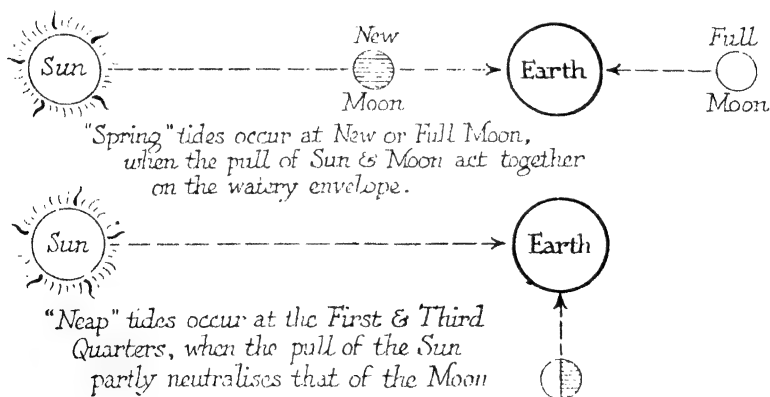 New
Full
Sun
Earth
Moon
Moon
"Spring" tides occur at New or Full Moon,
when the pull of Sun & Moon act together
on the watery envelope.
Sun
Earth
"Neap" tides occur at the First & Third
Quarters, when the pull of the Sun
partly neutralises that of the Moon